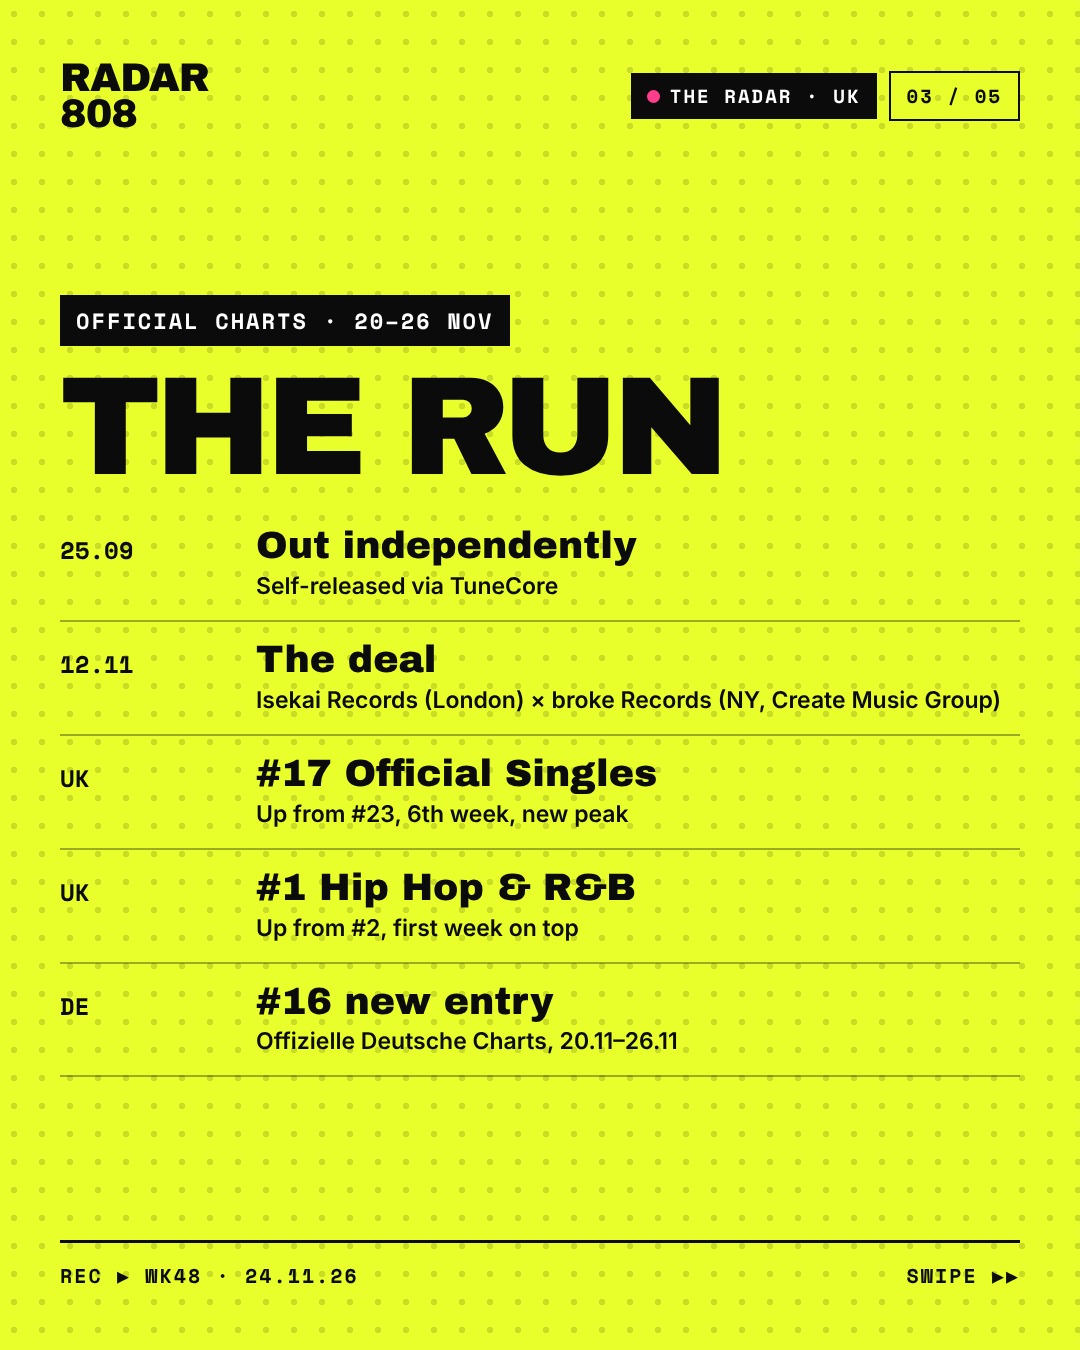 RADAR
808
THE RADAR · UK
03 / 05
OFFICIAL CHARTS · 20–26 NOV
THE RUN
25.09
Out independently
Self-released via TuneCore
12.11
The deal
Isekai Records (London) × broke Records (NY, Create Music Group)
UK
#17 Official Singles
Up from #23, 6th week, new peak
UK
#1 Hip Hop & R&B
Up from #2, first week on top
DE
#16 new entry
Offizielle Deutsche Charts, 20.11–26.11
REC ▶ WK48 · 24.11.26
SWIPE ▶▶